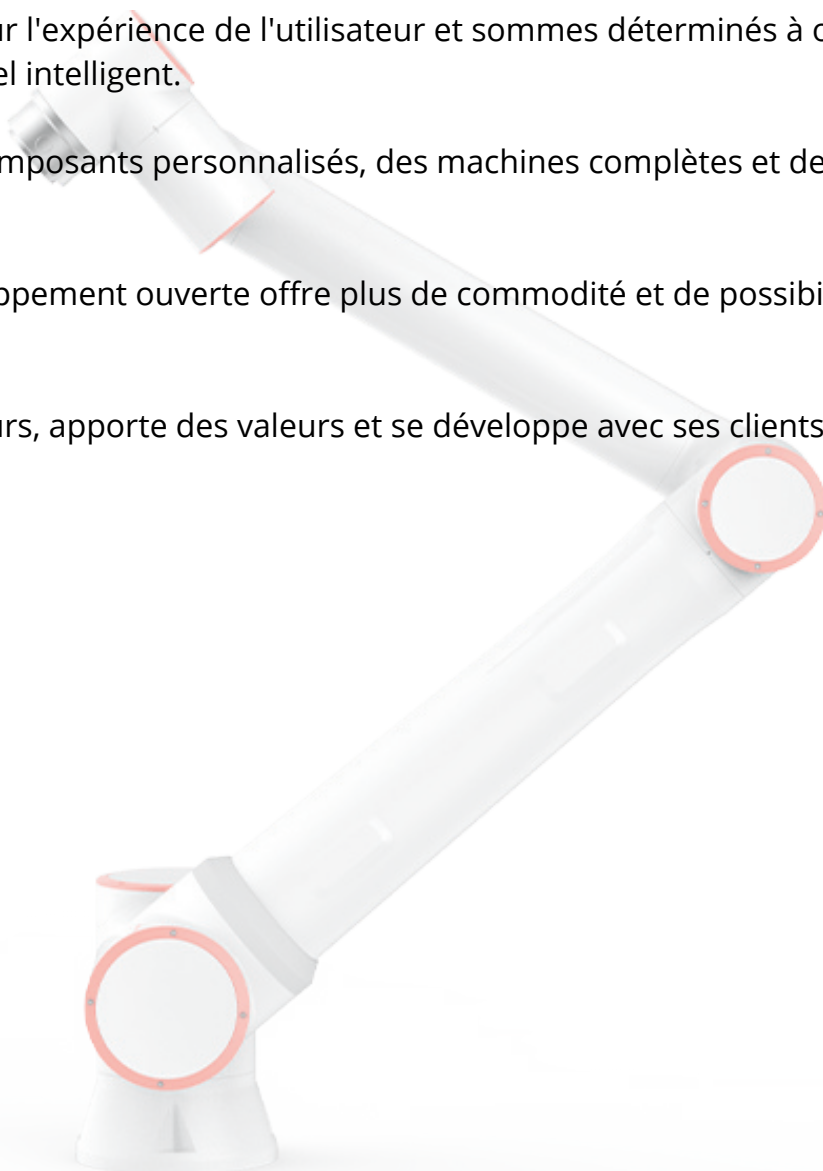 r l'expérience de l'utilisateur et sommes déterminés à c
el intelligent.
mposants personnalisés, des machines complètes et de
ppement ouverte offre plus de commodité et de possibi
urs, apporte des valeurs et se développe avec ses clients